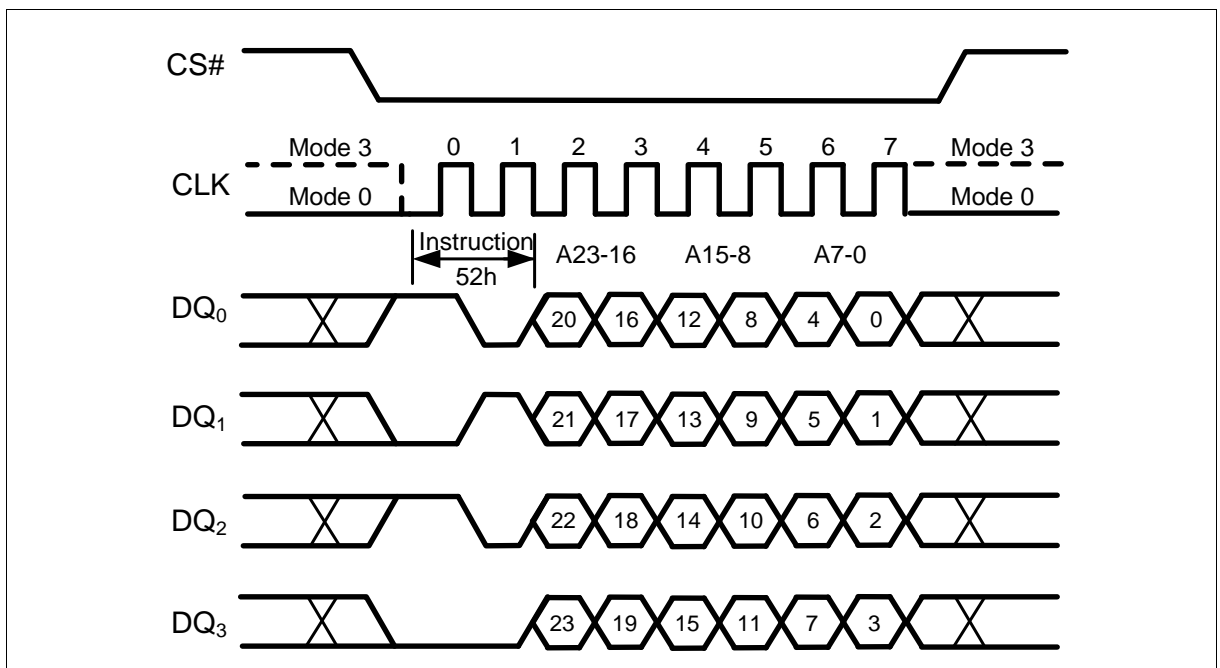 CS#
Mode 3 0 1 2 3 4 5 6 7 Mode 3
CLK
Mode 0 Mode 0
Instruction A23-16 A15-8 A7-0
52h
DQ0 20 16 12 8 4 0
DQ1 21 17 13 9 5 1
DQ2 22 18 14 10 6 2
DQ3 23 19 15 11 7 3